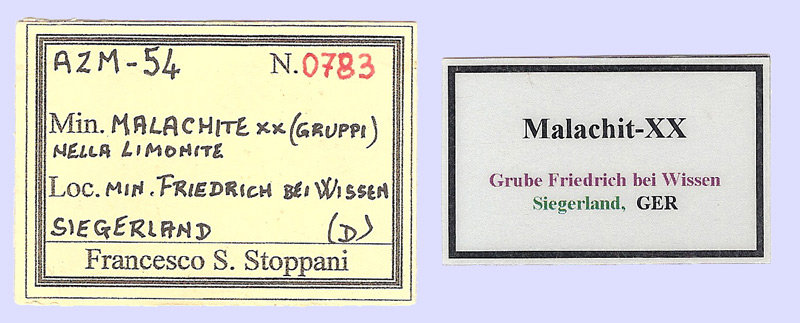 AZM-54 N.0783
Min. MALACHITE XX (GRUPPI)
NELLA LIMONITE
Loc. MIN. FRIEDRICH BEI WISSEN
SIEGERLAND (D)
Francesco S. Stoppani
Malachit-XX
Grube Friedrich bei Wissen
Siegerland, GER